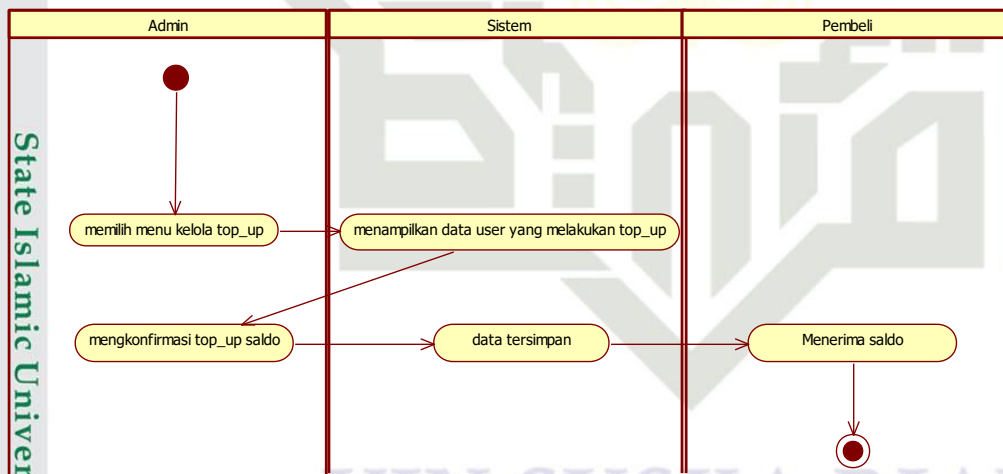 Admin
Sistem
Pembeli
memilih menu kelola top_up
menampilkan data user yang melakukan top_up
mengkonfirmasi top_up saldo
data tersimpan
Menerima saldo
State Islamic Univer